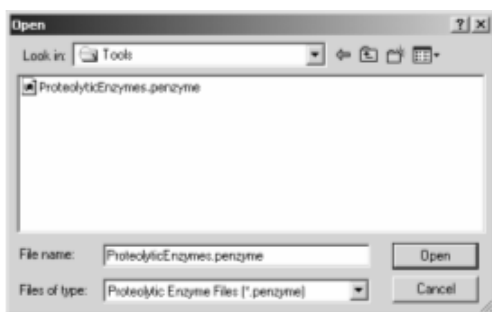 Open
Look in: Tools
ProteolyticEnzymes.penzyme
File name: ProteolyticEnzymes.penzyme Open
Files of type: Proteolytic Enzyme Files (*.penzyme) Cancel